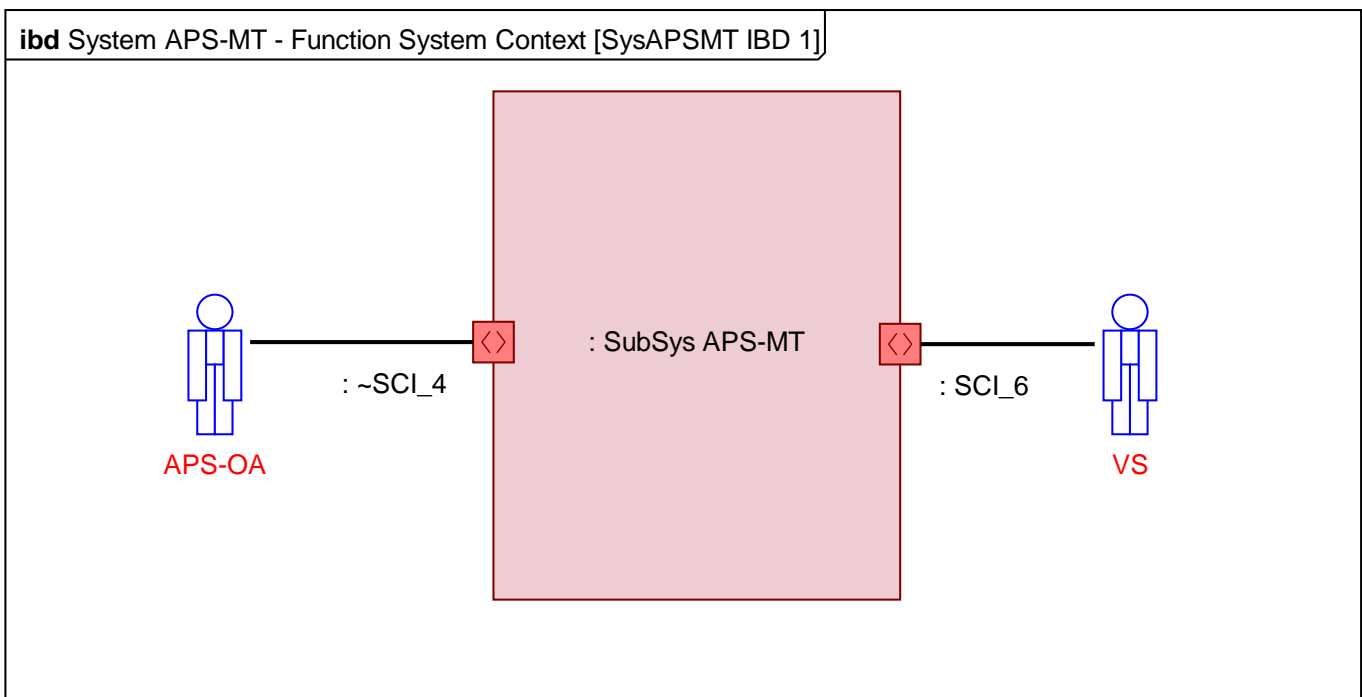 ibd System APS-MT - Function System Context [SysAPSMT IBD 1]
: SubSys APS-MT
: ~SCI_4
: SCI_6
APS-OA
VS